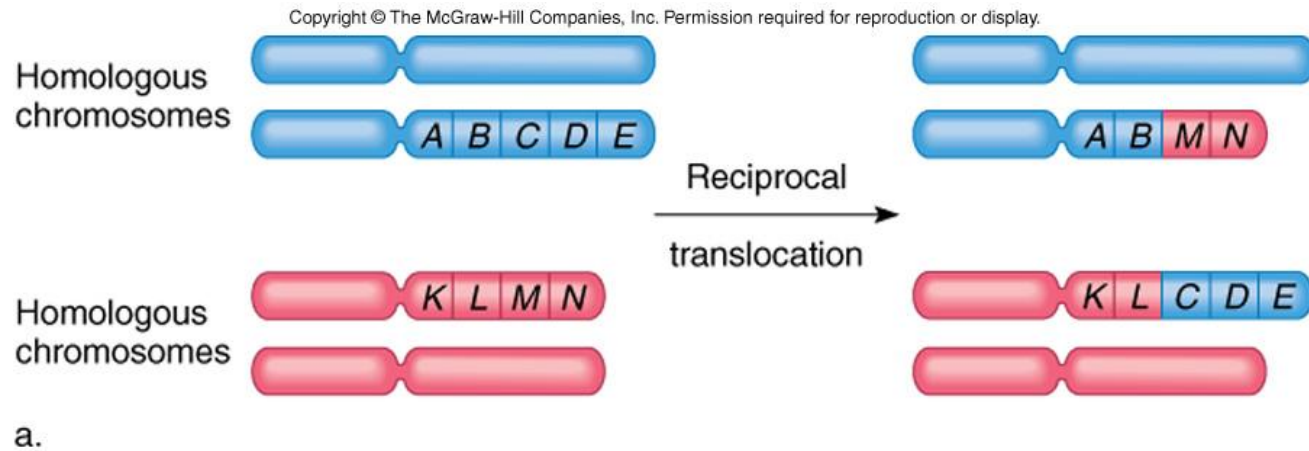 Copyright © The McGraw-Hill Companies, Inc. Permission required for reproduction or display.
Homologous
chromosomes
A B C D E
A B M N
Reciprocal
translocation
K L M N
K L C D E
Homologous
chromosomes
a.